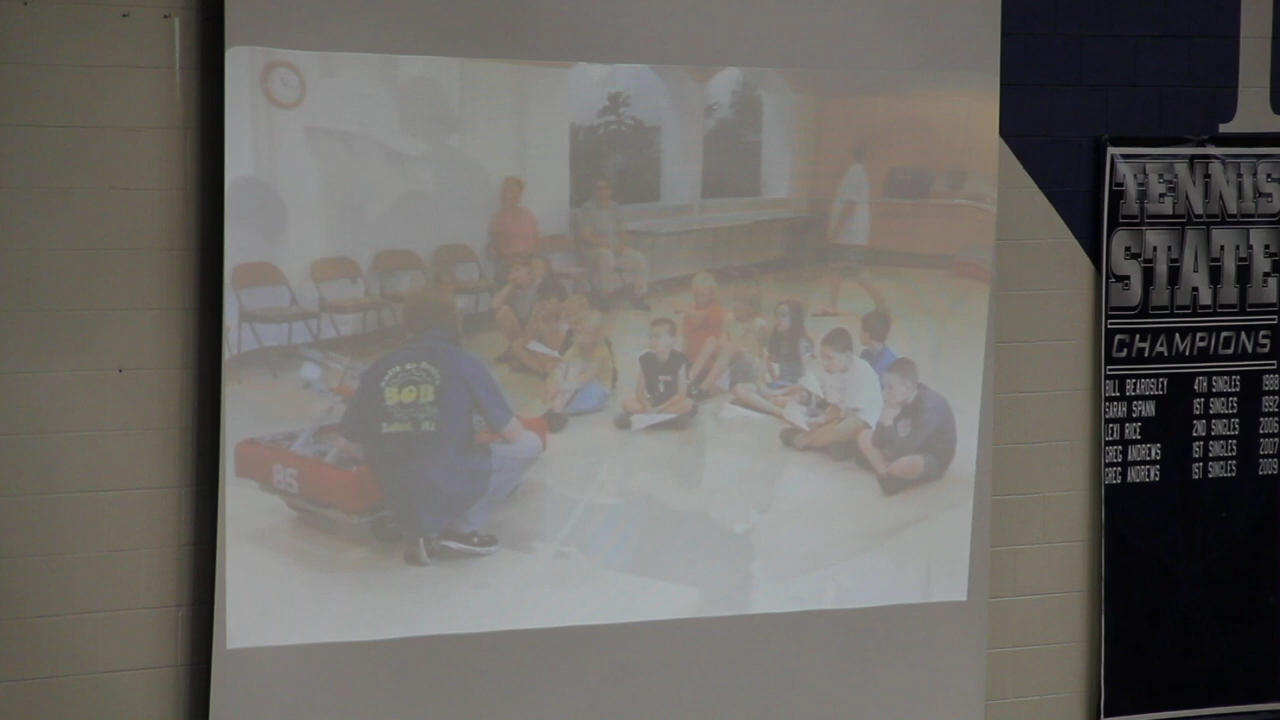 BOB
85
TENNIS
STATE
CHAMPIONS
BILL BEARDSLEY 4TH SINGLES 1988
SARAH SPANN 1ST SINGLES 1992
LEXI RICE 2ND SINGLES 2006
GREG ANDREWS 1ST SINGLES 2007
GREG ANDREWS 1ST SINGLES 2009